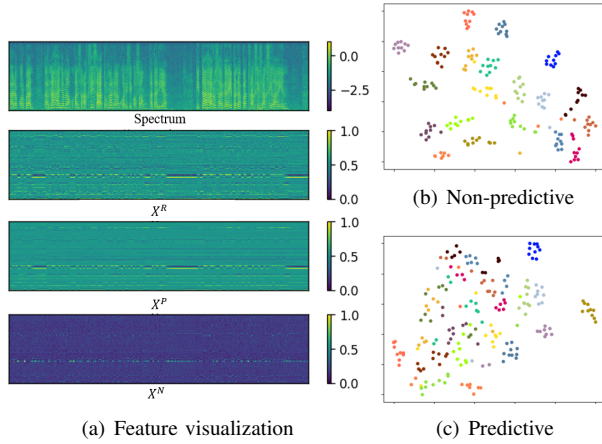 0.0
−2.5
Spectrum
1.0
0.5
0.0
X^R
1.0
0.5
0.0
X^P
1.0
0.5
0.0
X^N
(a) Feature visualization
(b) Non-predictive
(c) Predictive